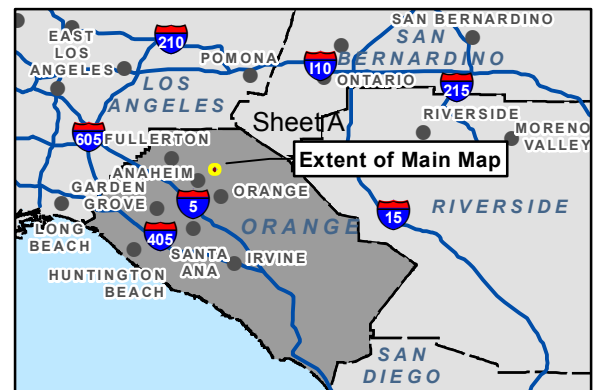 SAN BERNARDINO
EAST
LOS
ANGELES
210
SAN
BERNARDINO
POMONA
I10
ONTARIO
LOS
ANGELES
215
RIVERSIDE
Sheet A
605
FULLERTON
MORENO
VALLEY
Extent of Main Map
ANAHEIM
GARDEN
GROVE
ORANGE
5
RIVERSIDE
15
LONG
BEACH
405
ORANGE
SANTA
ANA
IRVINE
HUNTINGTON
BEACH
SAN
DIEGO